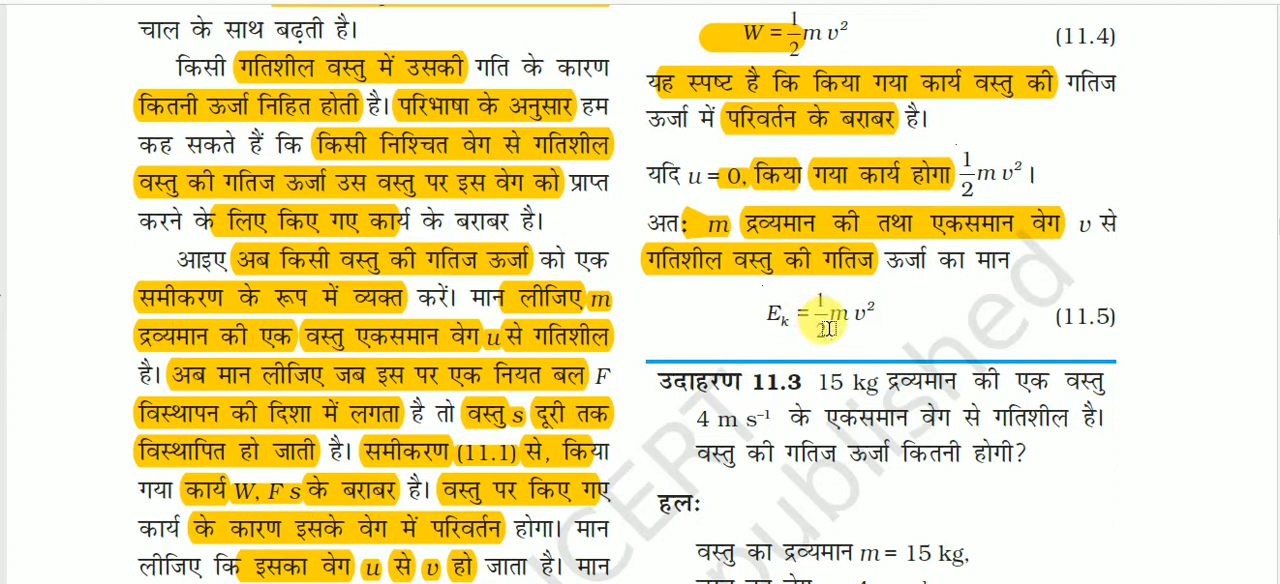 चाल के साथ बढ़ती है।
किसी गतिशील वस्तु में उसकी गति के कारण
कितनी ऊर्जा निहित होती है। परिभाषा के अनुसार हम
कह सकते हैं कि किसी निश्चित वेग से गतिशील
वस्तु की गतिज ऊर्जा उस वस्तु पर इस वेग को प्राप्त
करने के लिए किए गए कार्य के बराबर है।
आइए अब किसी वस्तु की गतिज ऊर्जा को एक
समीकरण के रूप में व्यक्त करें। मान लीजिए m
द्रव्यमान की एक वस्तु एकसमान वेग u से गतिशील
है। अब मान लीजिए जब इस पर एक नियत बल F
विस्थापन की दिशा में लगता है तो वस्तु s दूरी तक
विस्थापित हो जाती है। समीकरण (11.1) से, किया
गया कार्य W, F s के बराबर है। वस्तु पर किए गए
कार्य के कारण इसके वेग में परिवर्तन होगा। मान
लीजिए कि इसका वेग u से v हो जाता है। मान
W = 1/2 m v² (11.4)
यह स्पष्ट है कि किया गया कार्य वस्तु की गतिज
ऊर्जा में परिवर्तन के बराबर है।
यदि u = 0, किया गया कार्य होगा 1/2 m v² ।
अत: m द्रव्यमान की तथा एकसमान वेग v से
गतिशील वस्तु की गतिज ऊर्जा का मान
Eₖ = 1/2 m v² (11.5)
उदाहरण 11.3 15 kg द्रव्यमान की एक वस्तु
4 m s⁻¹ के एकसमान वेग से गतिशील है।
वस्तु की गतिज ऊर्जा कितनी होगी?
हल:
वस्तु का द्रव्यमान m = 15 kg,
NCERT
published